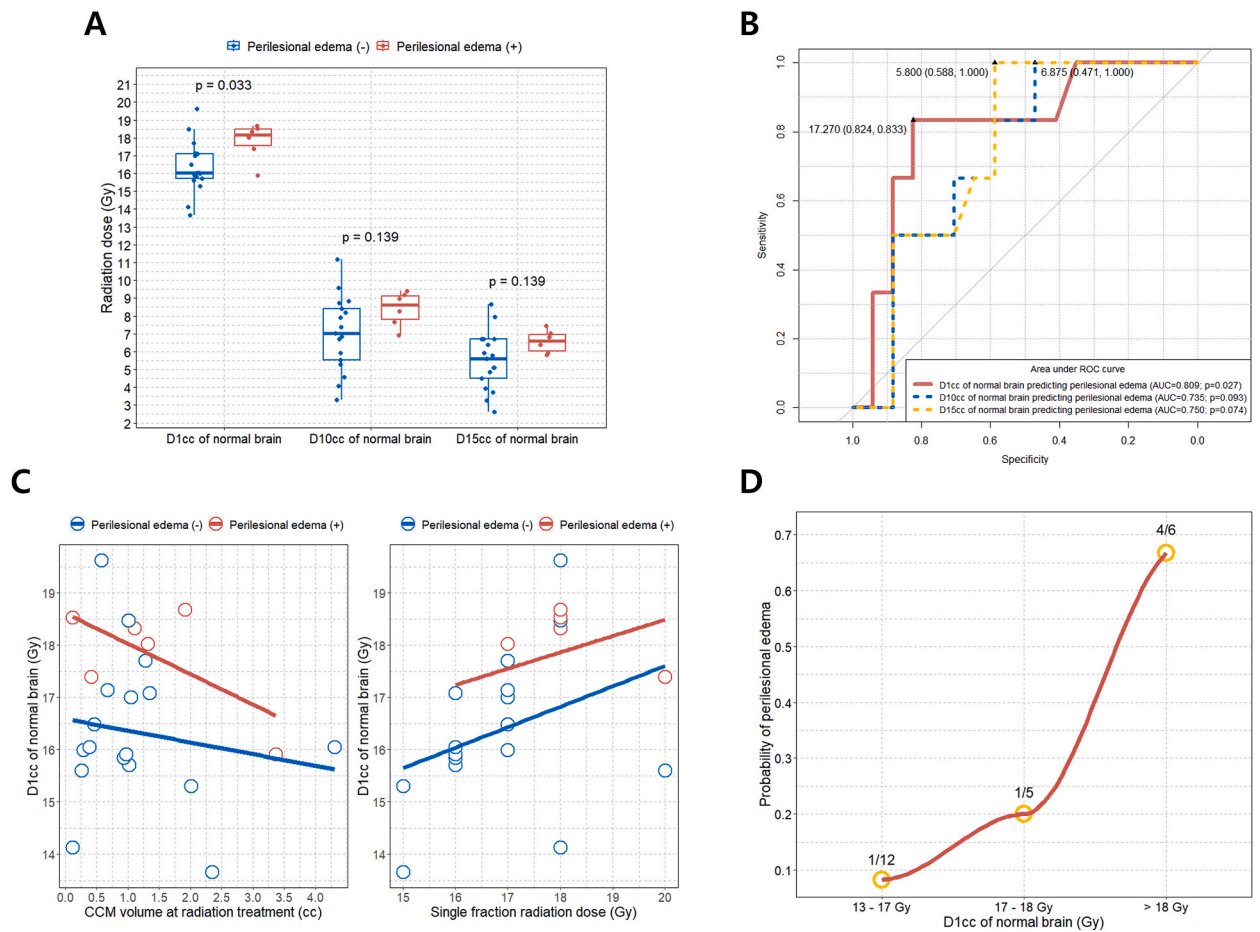 A
Perilesional edema (-) Perilesional edema (+)
21
20
19
18
17
16
15
14
13
12
11
10
9
8
7
6
5
4
3
2
Radiation dose (Gy)
p = 0.033
p = 0.139
p = 0.139
D1cc of normal brain D10cc of normal brain D15cc of normal brain
B
1.0
0.8
0.6
0.4
0.2
0.0
Sensitivity
5.800 (0.588, 1.000)
6.875 (0.471, 1.000)
17.270 (0.824, 0.833)
Area under ROC curve
D1cc of normal brain predicting perilesional edema (AUC=0.809; p=0.027)
D10cc of normal brain predicting perilesional edema (AUC=0.735; p=0.093)
D15cc of normal brain predicting perilesional edema (AUC=0.750; p=0.074)
1.0 0.8 0.6 0.4 0.2 0.0
Specificity
C
Perilesional edema (-) Perilesional edema (+)
19
18
17
16
15
14
D1cc of normal brain (Gy)
0.0 0.5 1.0 1.5 2.0 2.5 3.0 3.5 4.0
CCM volume at radiation treatment (cc)
Perilesional edema (-) Perilesional edema (+)
19
18
17
16
15
14
D1cc of normal brain (Gy)
15 16 17 18 19 20
Single fraction radiation dose (Gy)
D
0.7
0.6
0.5
0.4
0.3
0.2
0.1
Probability of perilesional edema
1/12
1/5
4/6
13 - 17 Gy 17 - 18 Gy > 18 Gy
D1cc of normal brain (Gy)